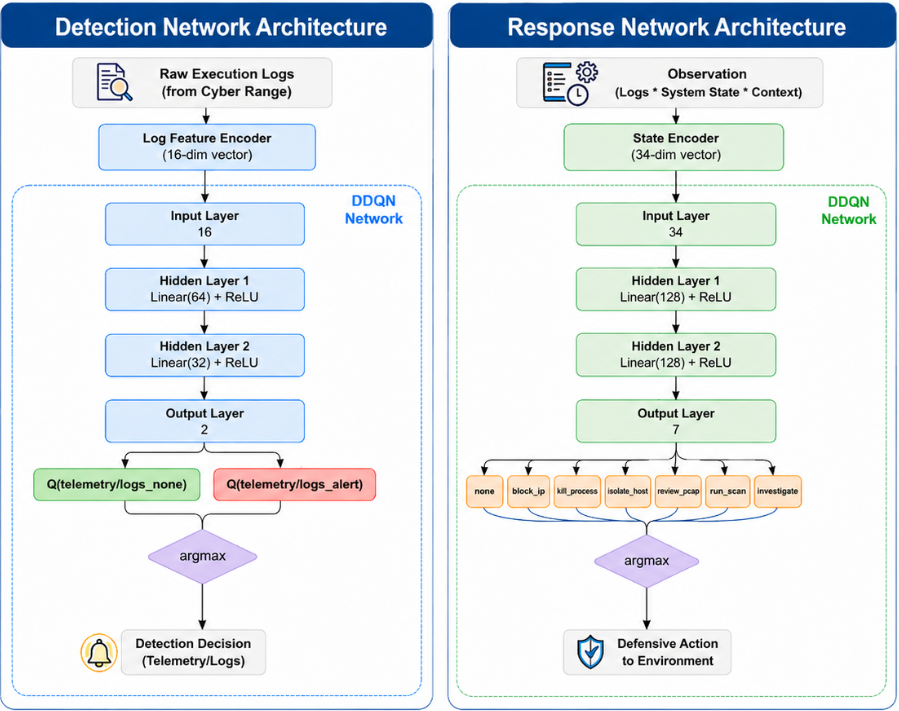 Detection Network Architecture
Raw Execution Logs
(from Cyber Range)
Log Feature Encoder
(16-dim vector)
DDQN
Network
Input Layer
16
Hidden Layer 1
Linear(64) + ReLU
Hidden Layer 2
Linear(32) + ReLU
Output Layer
2
Q(telemetry/logs_none)
Q(telemetry/logs_alert)
argmax
Detection Decision
(Telemetry/Logs)
Response Network Architecture
Observation
(Logs * System State * Context)
State Encoder
(34-dim vector)
DDQN
Network
Input Layer
34
Hidden Layer 1
Linear(128) + ReLU
Hidden Layer 2
Linear(128) + ReLU
Output Layer
7
none
block_ip
kill_process
isolate_host
review_pcap
run_scan
investigate
argmax
Defensive Action
to Environment